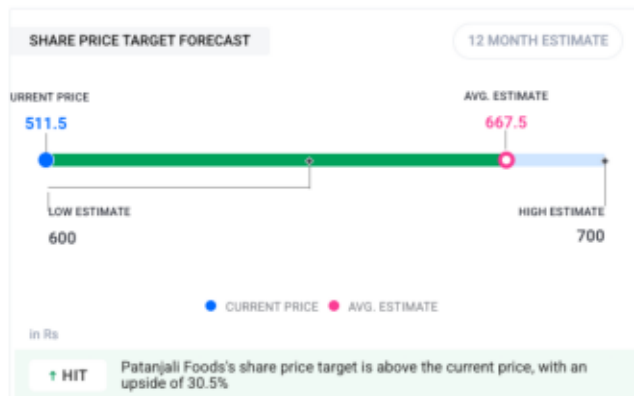 SHARE PRICE TARGET FORECAST
12 MONTH ESTIMATE
URRENT PRICE
AVG. ESTIMATE
511.5
667.5
LOW ESTIMATE
HIGH ESTIMATE
600
700
CURRENT PRICE
AVG. ESTIMATE
in Rs
↑ HIT
Patanjali Foods's share price target is above the current price, with an
upside of 30.5%